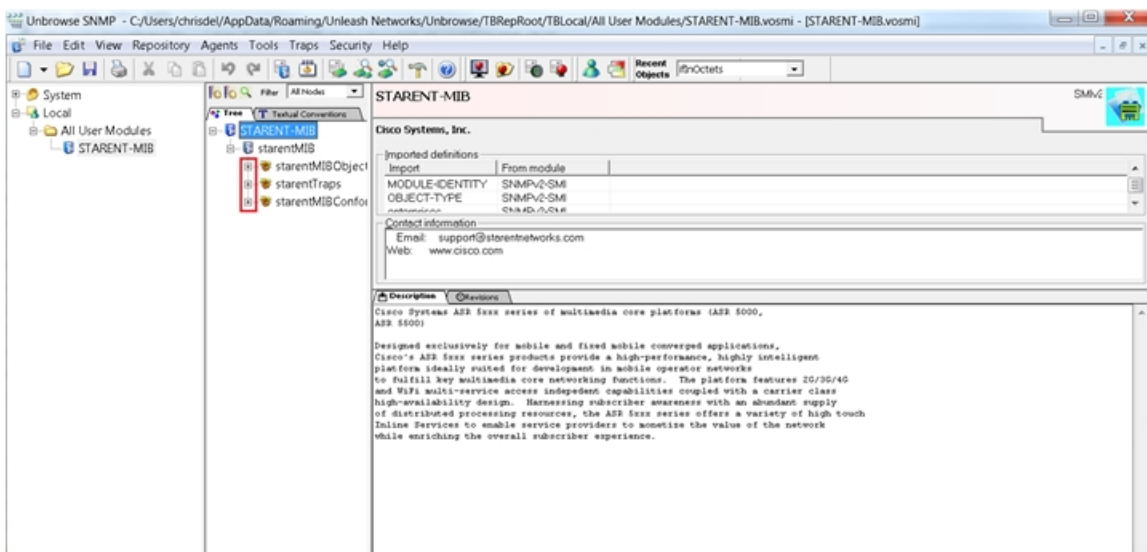 Unbrowse SNMP - C:/Users/chrisdel/AppData/Roaming/Unleash Networks/Unbrowse/TBRepRoot/TBLocal/All User Modules/STARENT-MIB.vosmi - [STARENT-MIB.vosmi]
File Edit View Repository Agents Tools Traps Security Help
Recent Objects ifInOctets
System
Local
All User Modules
STARENT-MIB
Filter All Nodes
Tree Textual Conventions
STARENT-MIB
starentMIB
starentMIBObject
starentTraps
starentMIBConfor
STARENT-MIB
Cisco Systems, Inc.
Imported definitions
Import From module
MODULE-IDENTITY SNMPv2-SMI
OBJECT-TYPE SNMPv2-SMI
enterprises SNMPv2-SMI
Contact information
Email: support@starentnetworks.com
Web: www.cisco.com
Description Revisions
Cisco Systems ASR 5xxx series of multimedia core platforms (ASR 5000,
ASR 5500)
Designed exclusively for mobile and fixed mobile converged applications,
Cisco's ASR 5xxx series products provide a high-performance, highly intelligent
platform ideally suited for development in mobile operator networks
to fulfill key multimedia core networking functions. The platform features 2G/3G/4G
and WiFi multi-service access indepedent capabilities coupled with a carrier class
high-availability design. Harnessing subscriber awareness with an abundant supply
of distributed processing resources, the ASR 5xxx series offers a variety of high touch
Inline Services to enable service providers to monetize the value of the network
while enriching the overall subscriber experience.